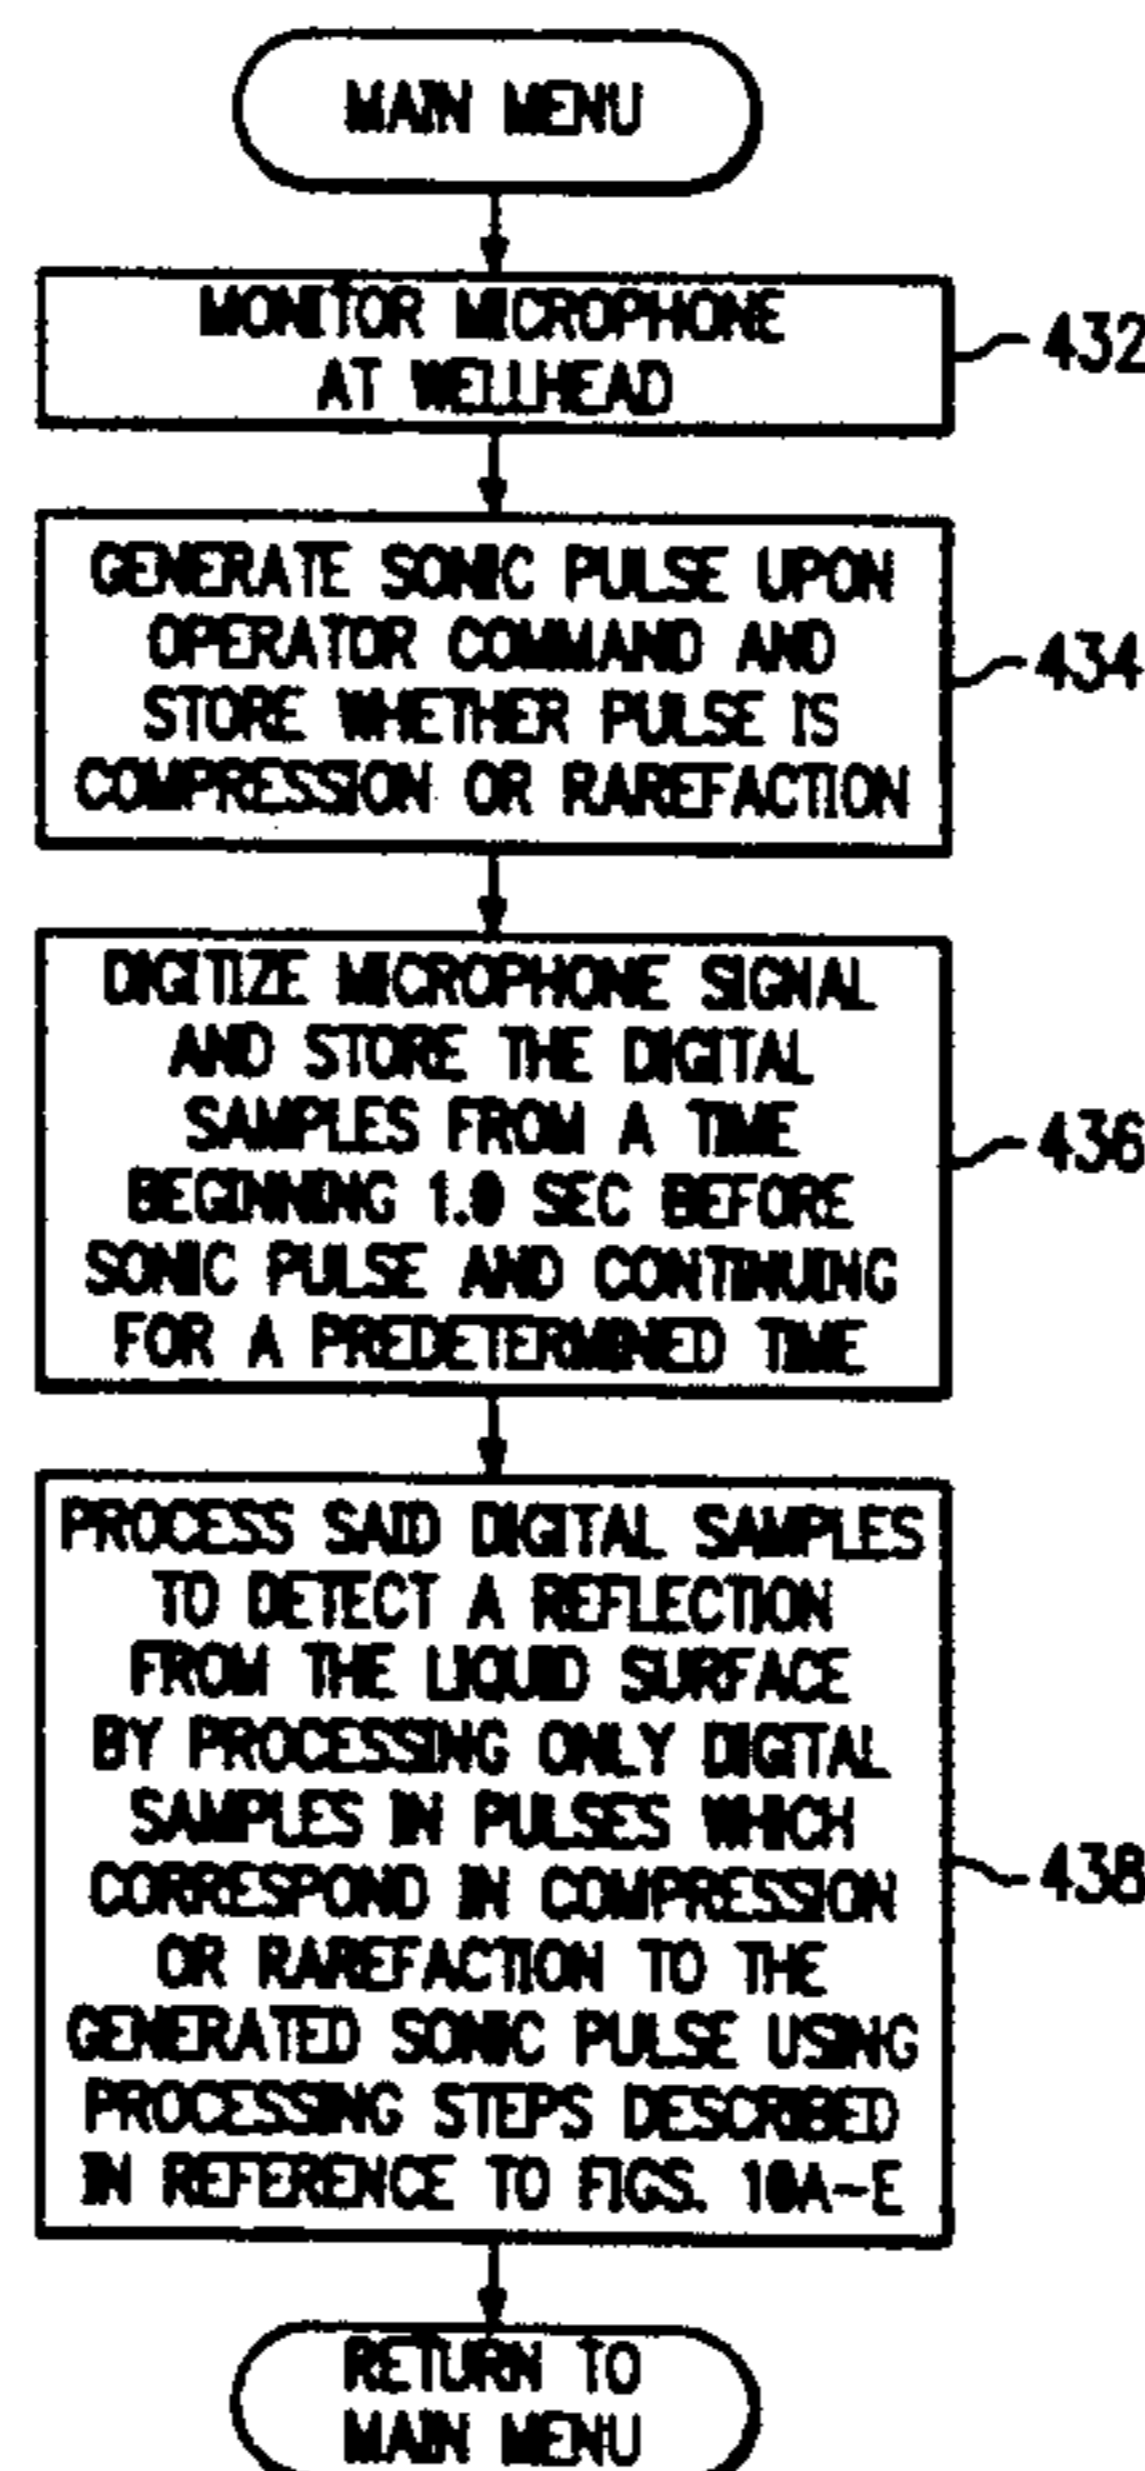 MAIN MENU
MONITOR MICROPHONE
AT WELLHEAD
432
GENERATE SONIC PULSE UPON
OPERATOR COMMAND AND
STORE WHETHER PULSE IS
COMPRESSION OR RAREFACTION
434
DIGITIZE MICROPHONE SIGNAL
AND STORE THE DIGITAL
SAMPLES FROM A TIME
BEGINNING 1.0 SEC BEFORE
SONIC PULSE AND CONTINUING
FOR A PREDETERMINED TIME
436
PROCESS SAID DIGITAL SAMPLES
TO DETECT A REFLECTION
FROM THE LIQUID SURFACE
BY PROCESSING ONLY DIGITAL
SAMPLES IN PULSES WHICH
CORRESPOND IN COMPRESSION
OR RAREFACTION TO THE
GENERATED SONIC PULSE USING
PROCESSING STEPS DESCRIBED
IN REFERENCE TO FIGS. 10A-E
438
RETURN TO
MAIN MENU